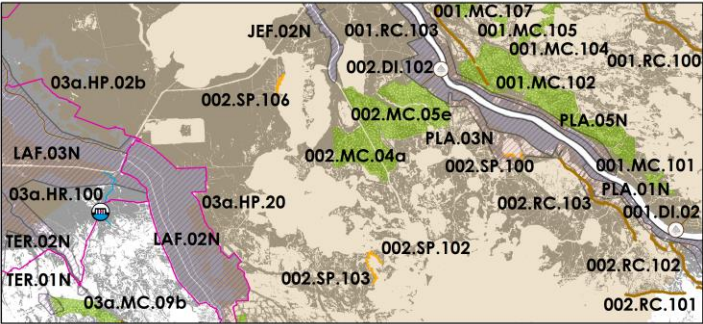 001.MC.107
JEF.02N
001.RC.103
001.MC.105
001.MC.104
001.RC.100
002.DI.102
03a.HP.02b
001.MC.102
002.SP.106
002.MC.05e
PLA.05N
PLA.03N
LAF.03N
002.MC.04a
002.SP.100
001.MC.101
PLA.01N
03a.HR.100
03a.HP.20
002.RC.103
001.DI.02
TER.02N
LAF.02N
002.SP.102
002.RC.102
TER.01N
002.SP.103
03a.MC.09b
002.RC.101